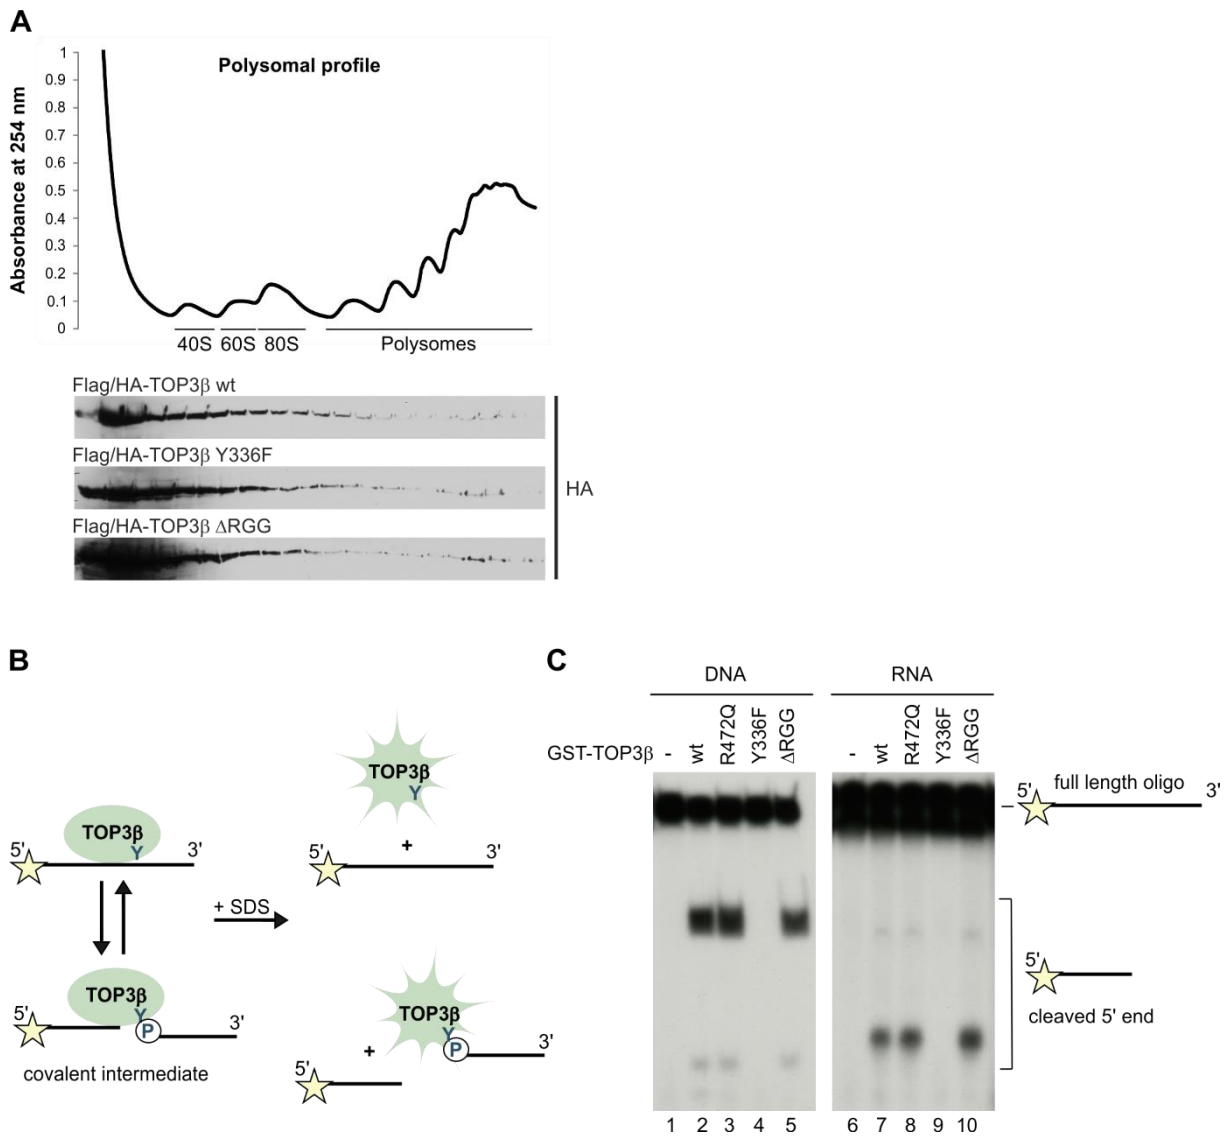 A
Polysomal profile
Absorbance at 254 nm
1
0.9
0.8
0.7
0.6
0.5
0.4
0.3
0.2
0.1
0
40S 60S 80S Polysomes
Flag/HA-TOP3β wt
Flag/HA-TOP3β Y336F
HA
Flag/HA-TOP3β ΔRGG
B
TOP3β
Y
5' 3'
+ SDS
TOP3β
Y
P
5' 3'
covalent intermediate
TOP3β
Y
+
5' 3'
TOP3β
Y
P
3'
+
5'
C
DNA RNA
GST-TOP3β - wt R472Q Y336F ΔRGG - wt R472Q Y336F ΔRGG
5' full length oligo 3'
5'
cleaved 5' end
1 2 3 4 5 6 7 8 9 10